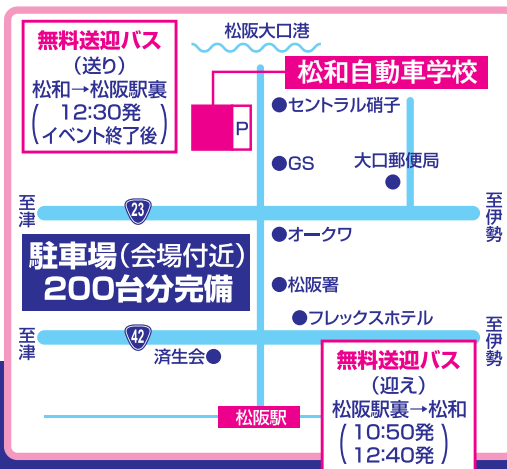 無料送迎バス
（送り）
松和→松阪駅裏
12:30発
（イベント終了後）
松阪大口港
松和自動車学校
P
●セントラル硝子
●GS
大口郵便局
至津
23
至伊勢
駐車場（会場付近）
200台分完備
●オークワ
●松阪署
●フレックスホテル
至津
42
至伊勢
済生会●
松阪駅
無料送迎バス
（迎え）
松阪駅裏→松和
（10:50発
12:40発）